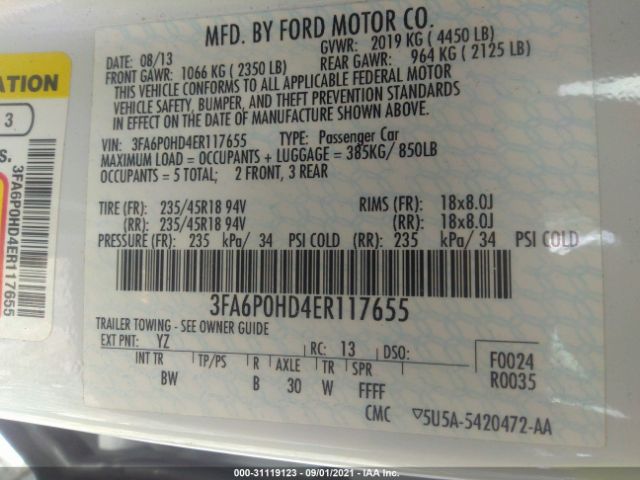 MFD. BY FORD MOTOR CO.
DATE: 08/13 GVWR: 2019 KG ( 4450 LB)
FRONT GAWR: 1066 KG ( 2350 LB) REAR GAWR: 964 KG ( 2125 LB)
THIS VEHICLE CONFORMS TO ALL APPLICABLE FEDERAL MOTOR
VEHICLE SAFETY, BUMPER, AND THEFT PREVENTION STANDARDS
IN EFFECT ON THE DATE OF MANUFACTURE SHOWN ABOVE.
VIN: 3FA6P0HD4ER117655 TYPE: Passenger Car
MAXIMUM LOAD = OCCUPANTS + LUGGAGE = 385KG/ 850LB
OCCUPANTS = 5 TOTAL; 2 FRONT, 3 REAR
TIRE (FR): 235/45R18 94V RIMS (FR): 18x8.0J
(RR): 235/45R18 94V (RR): 18x8.0J
PRESSURE (FR): 235 kPa/ 34 PSI COLD (RR): 235 kPa/ 34 PSI COLD
3FA6P0HD4ER117655
TRAILER TOWING - SEE OWNER GUIDE
EXT PNT: YZ RC: 13 DSO:
INT TR TP/PS R AXLE TR SPR
BW B 30 W FFFF
F0024
R0035
CMC ▽5U5A-5420472-AA
ATION
3
S.
3FA6P0HD4ER117655
000-31119123 - 09/01/2021 - IAA Inc.